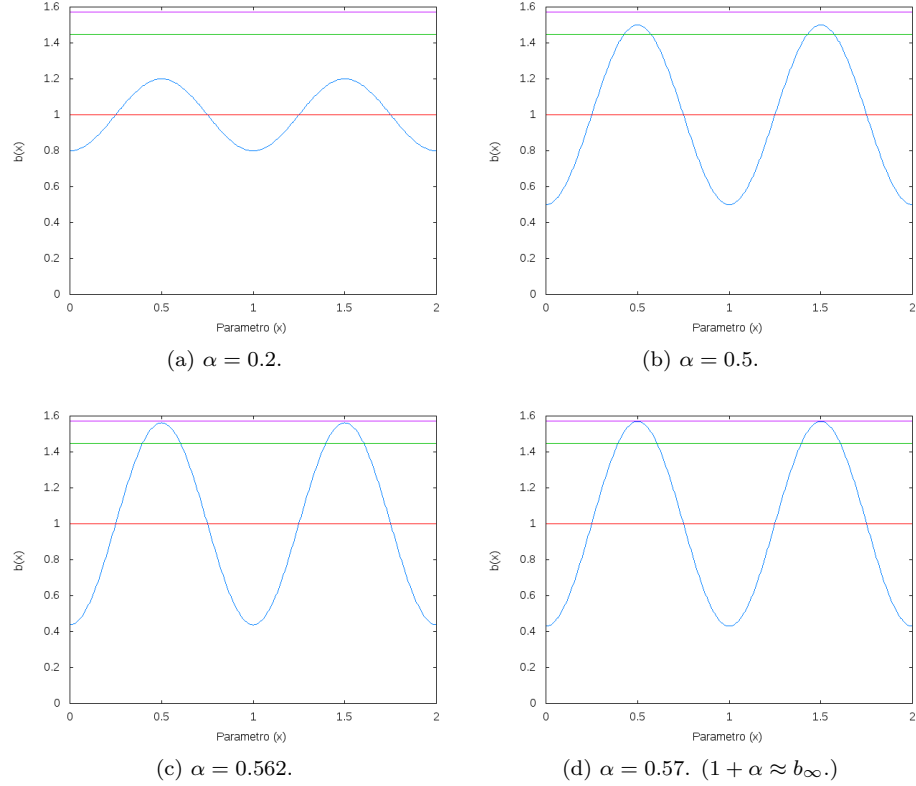 1.6
1.4
1.2
1
0.8
0.6
0.4
0.2
0
b(x)
0 0.5 1 1.5 2
Parametro (x)
(a) α = 0.2.
1.6
1.4
1.2
1
0.8
0.6
0.4
0.2
0
b(x)
0 0.5 1 1.5 2
Parametro (x)
(b) α = 0.5.
1.6
1.4
1.2
1
0.8
0.6
0.4
0.2
0
b(x)
0 0.5 1 1.5 2
Parametro (x)
(c) α = 0.562.
1.6
1.4
1.2
1
0.8
0.6
0.4
0.2
0
b(x)
0 0.5 1 1.5 2
Parametro (x)
(d) α = 0.57. (1 + α ≈ b∞.)